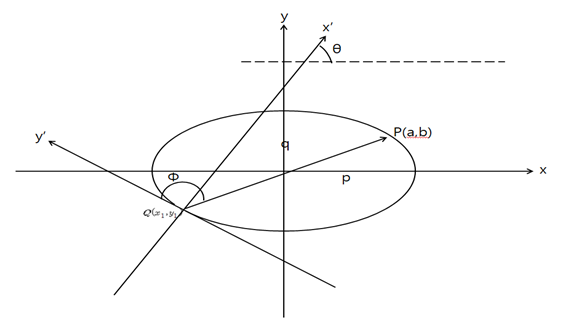 y
x'
θ
P(a,b)
y'
q
x
Φ
p
Q(x₁,y₁)